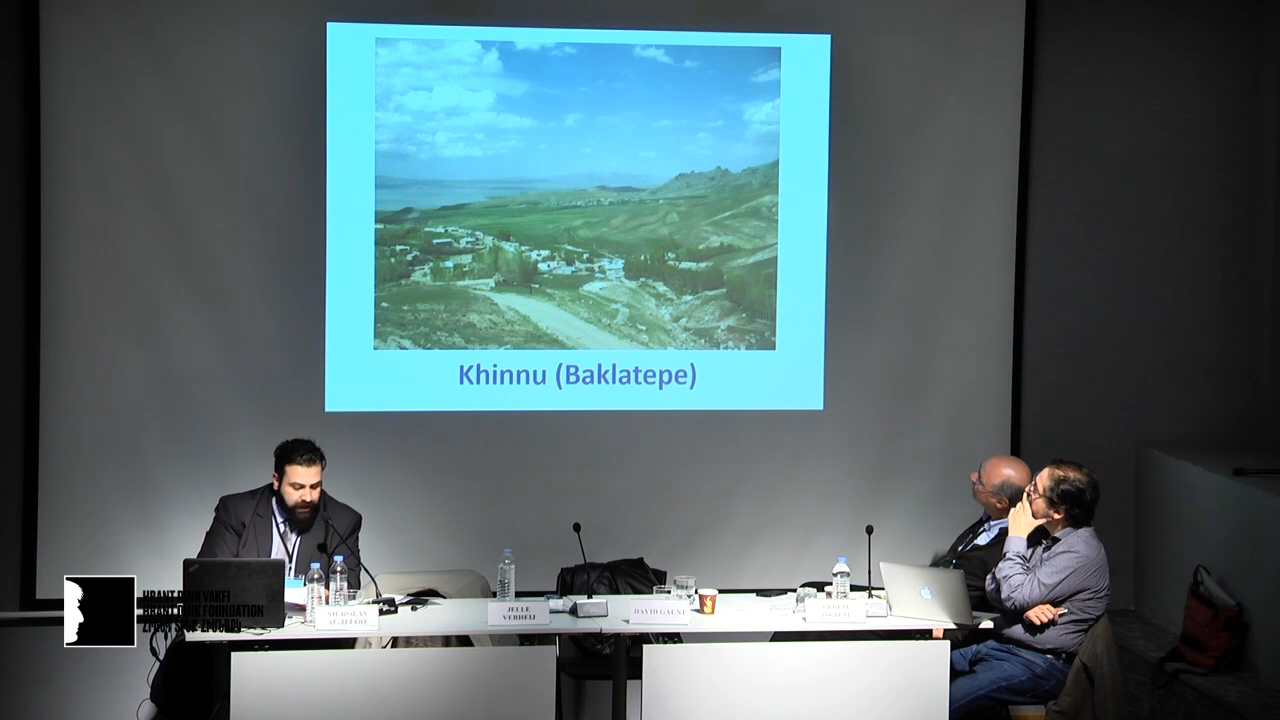 Khinnu (Baklatepe)
HRANT DINK VAKFI
HRANT DINK FOUNDATION
NICHOLAS
AL-JELOO
JELLE
VERHEIJ
DAVID GAUNT